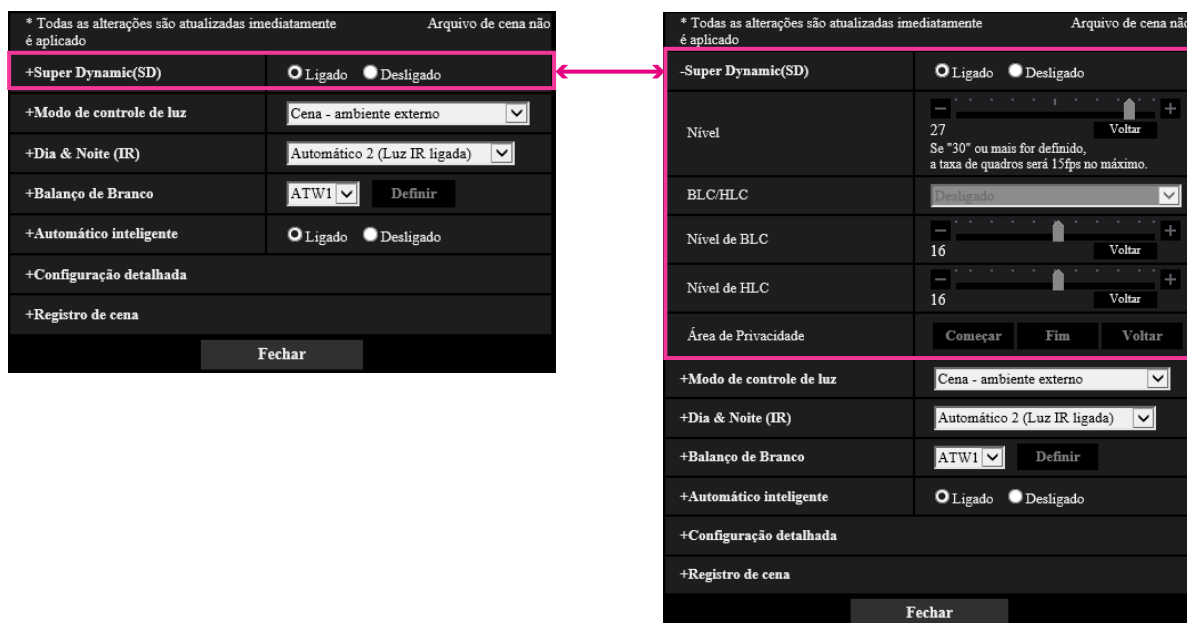 * Todas as alterações são atualizadas imediatamente Arquivo de cena não
é aplicado
+Super Dynamic(SD) Ligado Desligado
+Modo de controle de luz Cena - ambiente externo
+Dia & Noite (IR) Automático 2 (Luz IR ligada)
+Balanço de Branco ATW1 Definir
+Automático inteligente Ligado Desligado
+Configuração detalhada
+Registro de cena
Fechar
* Todas as alterações são atualizadas imediatamente Arquivo de cena não
é aplicado
-Super Dynamic(SD) Ligado Desligado
Nível
27 Voltar
Se "30" ou mais for definido,
a taxa de quadros será 15fps no máximo.
BLC/HLC Desligado
Nível de BLC
16 Voltar
Nível de HLC
16 Voltar
Área de Privacidade Começar Fim Voltar
+Modo de controle de luz Cena - ambiente externo
+Dia & Noite (IR) Automático 2 (Luz IR ligada)
+Balanço de Branco ATW1 Definir
+Automático inteligente Ligado Desligado
+Configuração detalhada
+Registro de cena
Fechar